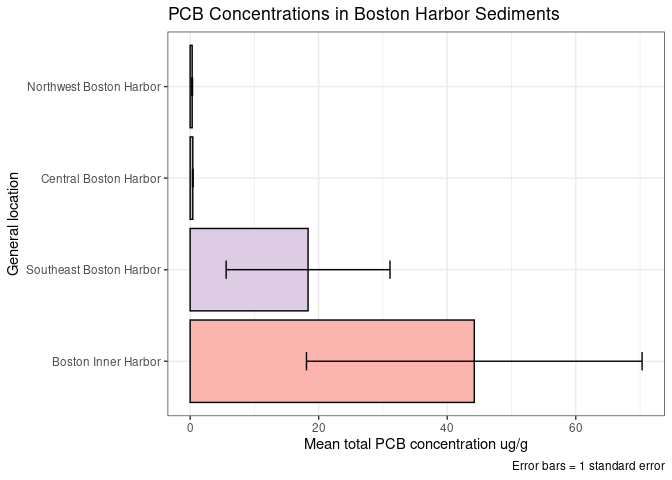 PCB Concentrations in Boston Harbor Sediments
General location
Northwest Boston Harbor
Central Boston Harbor
Southeast Boston Harbor
Boston Inner Harbor
0 20 40 60
Mean total PCB concentration ug/g
Error bars = 1 standard error